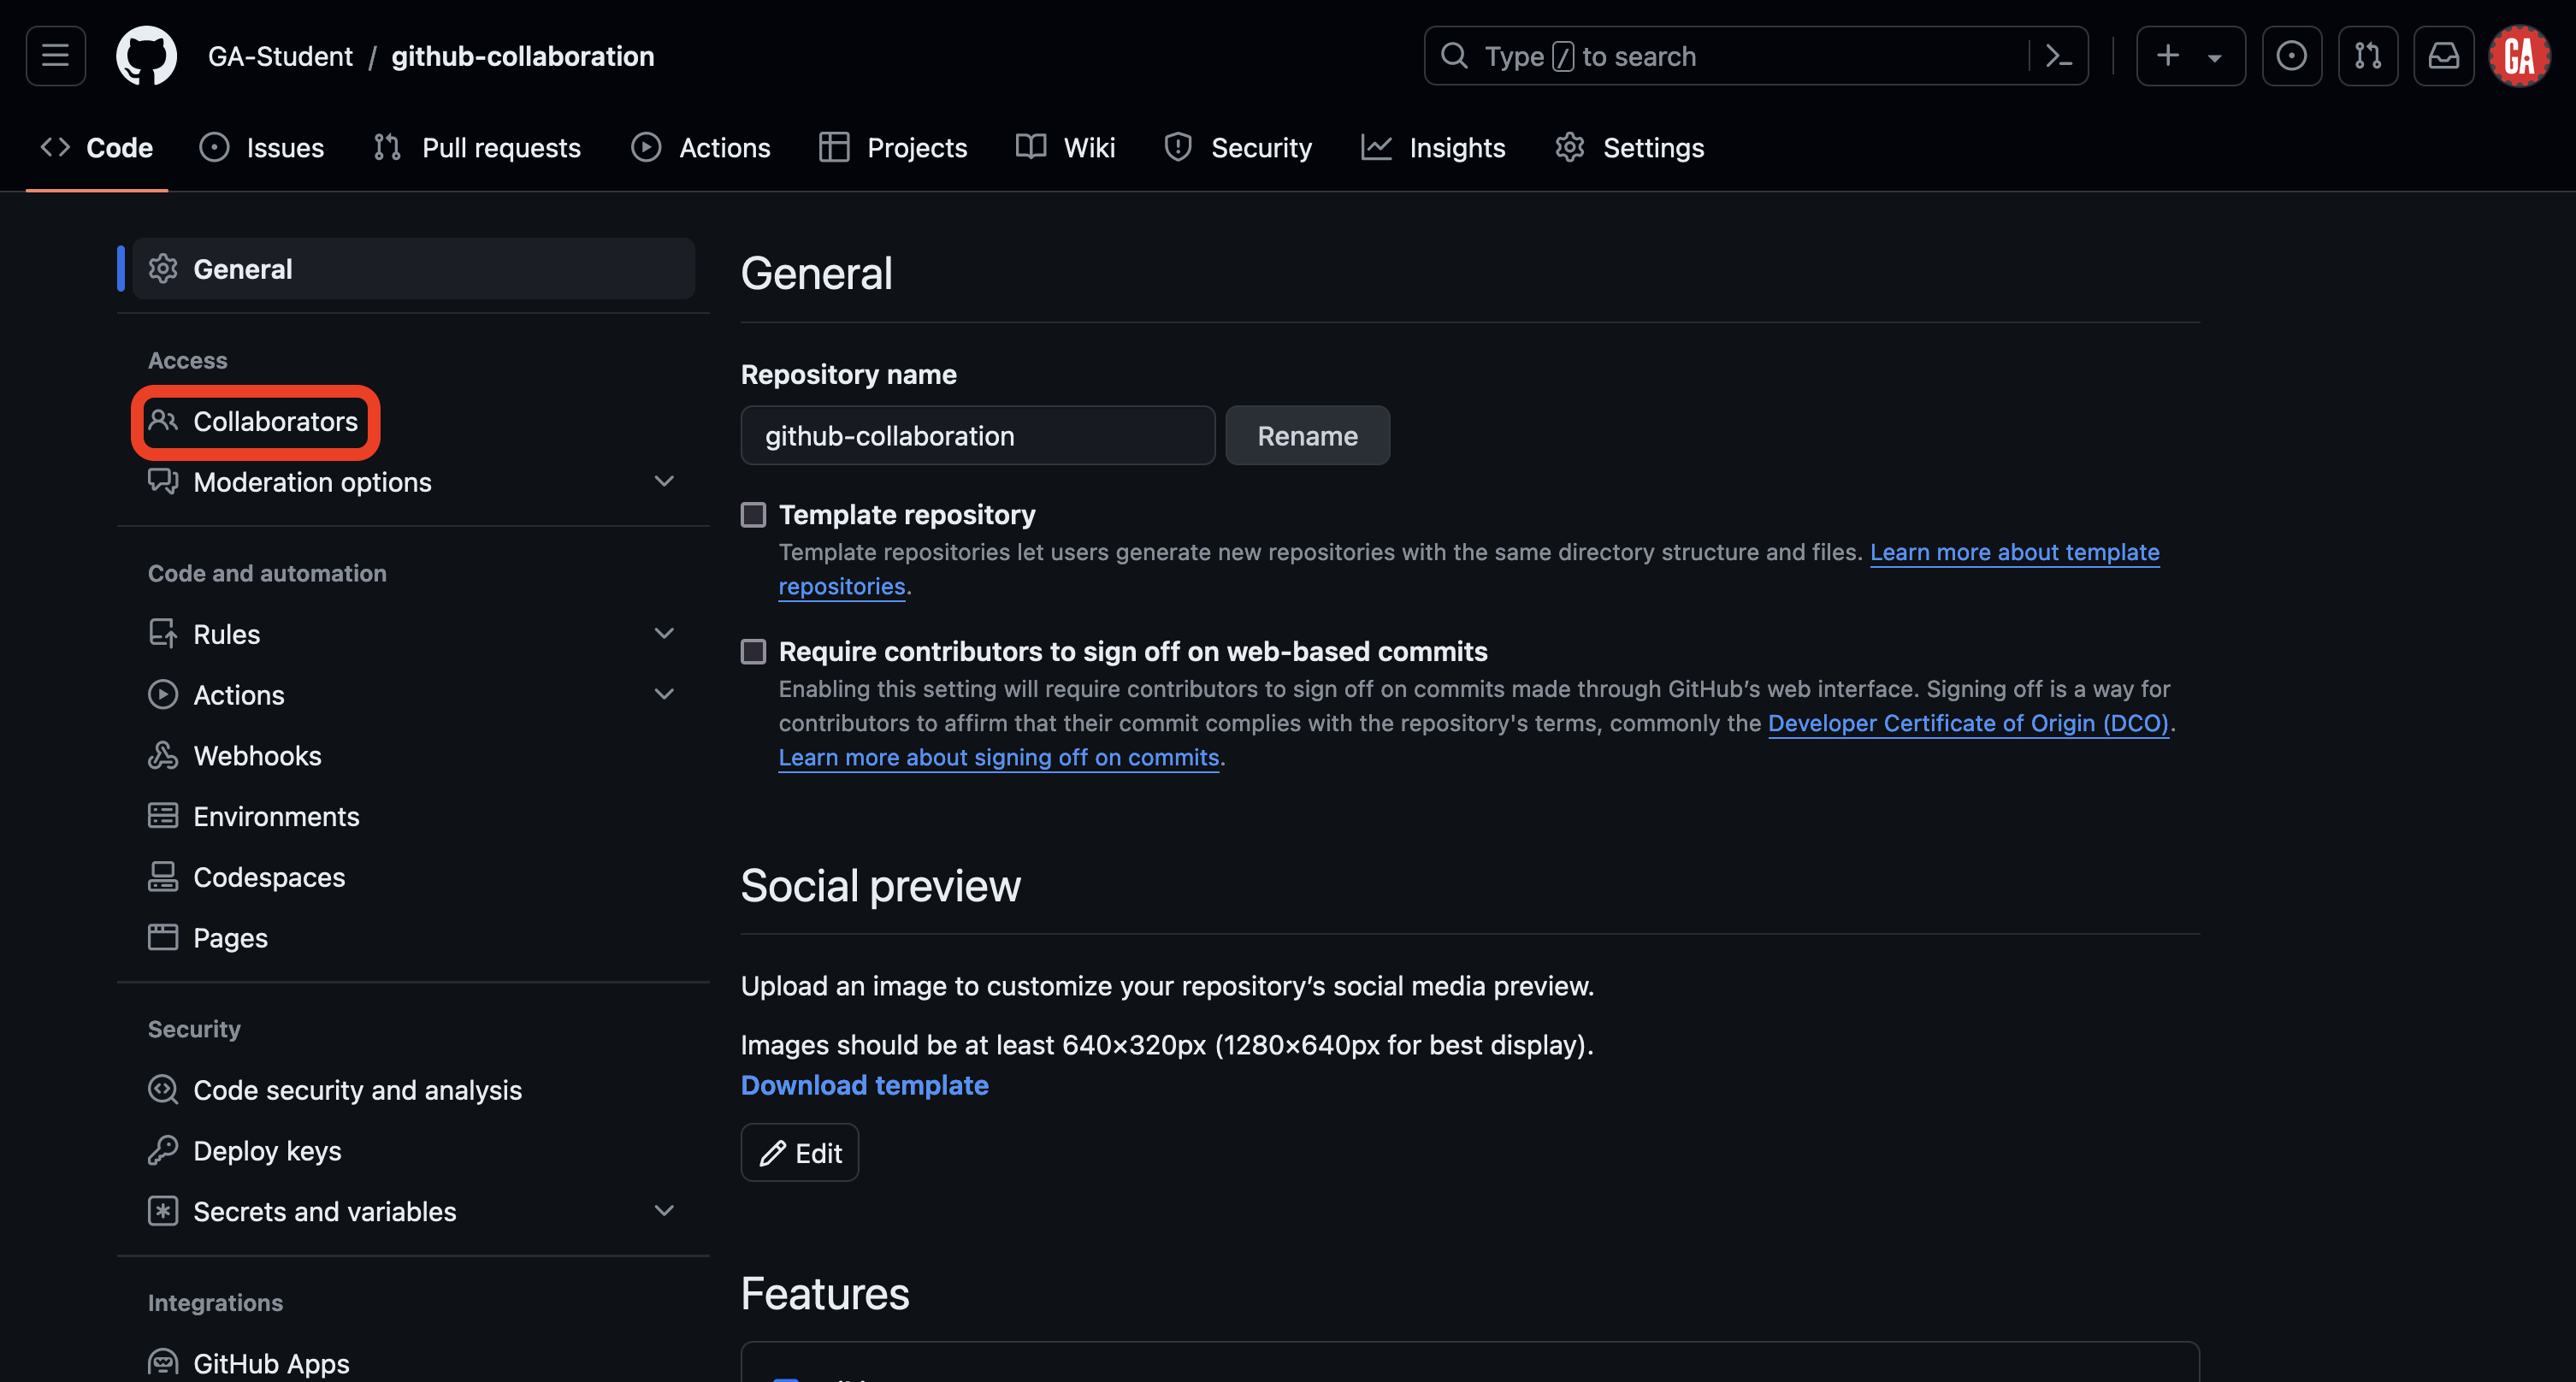 GA-Student / github-collaboration
Type / to search
GA
Code Issues Pull requests Actions Projects Wiki Security Insights Settings
General
Access
Collaborators
Moderation options
Code and automation
Rules
Actions
Webhooks
Environments
Codespaces
Pages
Security
Code security and analysis
Deploy keys
Secrets and variables
Integrations
GitHub Apps
General
Repository name
github-collaboration Rename
Template repository
Template repositories let users generate new repositories with the same directory structure and files. Learn more about template
repositories.
Require contributors to sign off on web-based commits
Enabling this setting will require contributors to sign off on commits made through GitHub’s web interface. Signing off is a way for
contributors to affirm that their commit complies with the repository's terms, commonly the Developer Certificate of Origin (DCO).
Learn more about signing off on commits.
Social preview
Upload an image to customize your repository’s social media preview.
Images should be at least 640×320px (1280×640px for best display).
Download template
Edit
Features